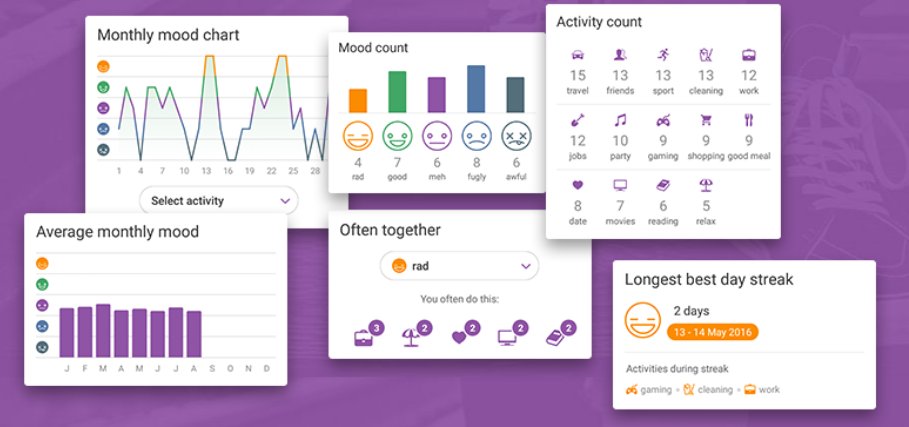 Monthly mood chart
1 4 7 10 13 16 19 22 25 28
Select activity
Mood count
4 7 6 8 6
rad good meh fugly awful
Activity count
15 13 13 13 12
travel friends sport cleaning work
12 10 9 9 9
jobs party gaming shopping good meal
8 7 6 5
date movies reading relax
Average monthly mood
J F M A M J J A S O N D
Often together
rad
You often do this:
3 2 2 2 2
Longest best day streak
2 days
13 - 14 May 2016
Activities during streak
gaming • cleaning • work